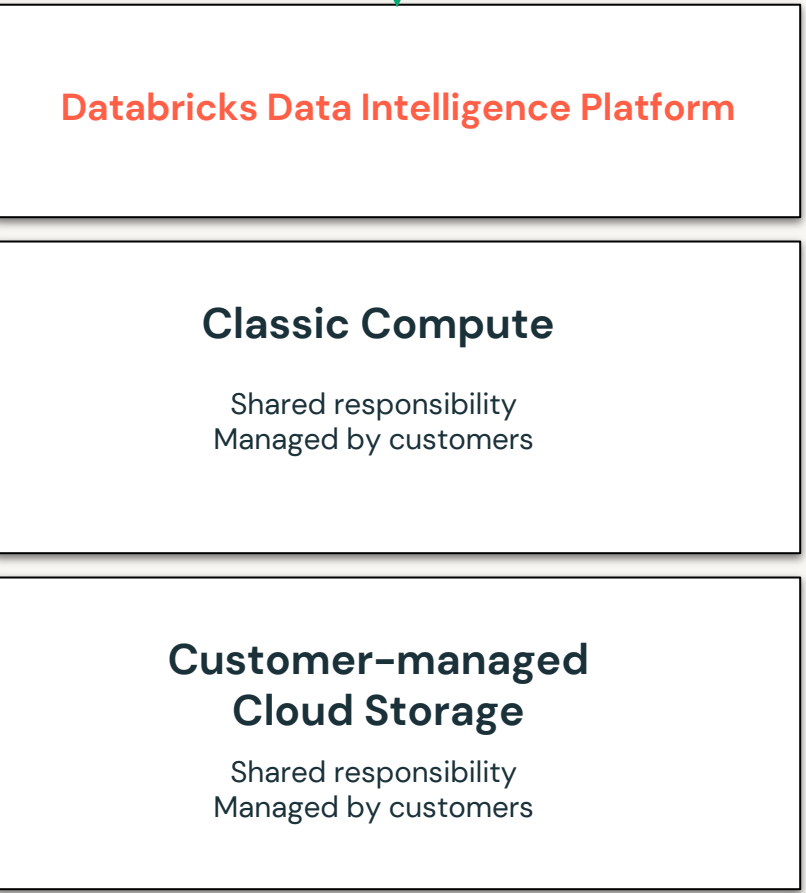 Databricks Data Intelligence Platform
Classic Compute
Shared responsibility
Managed by customers
Customer-managed
Cloud Storage
Shared responsibility
Managed by customers